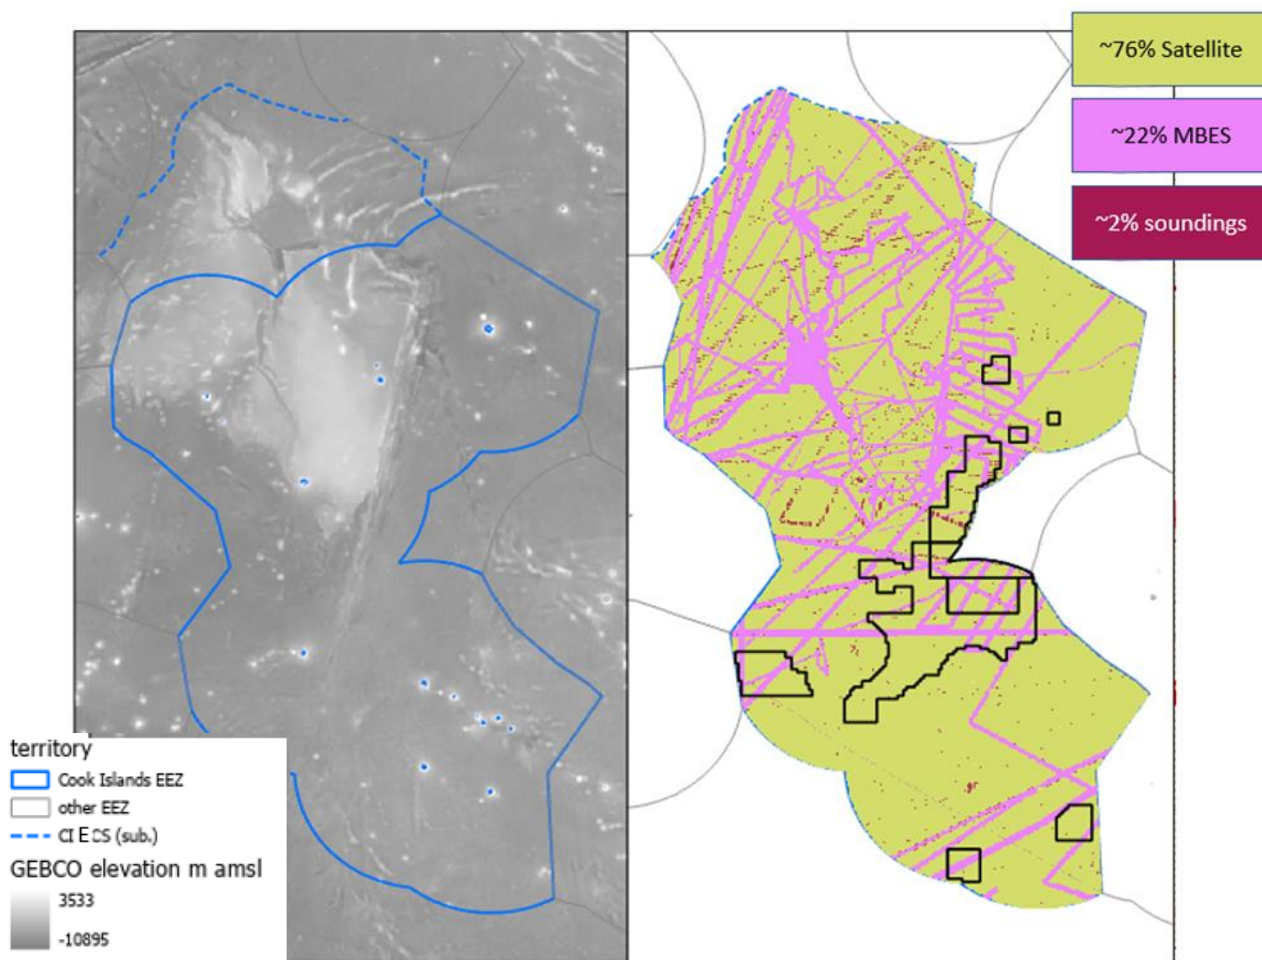 ~76% Satellite
~22% MBES
~2% soundings
territory
Cook Islands EEZ
other EEZ
CI ECS (sub.)
GEBCO elevation m amsl
3533
-10895